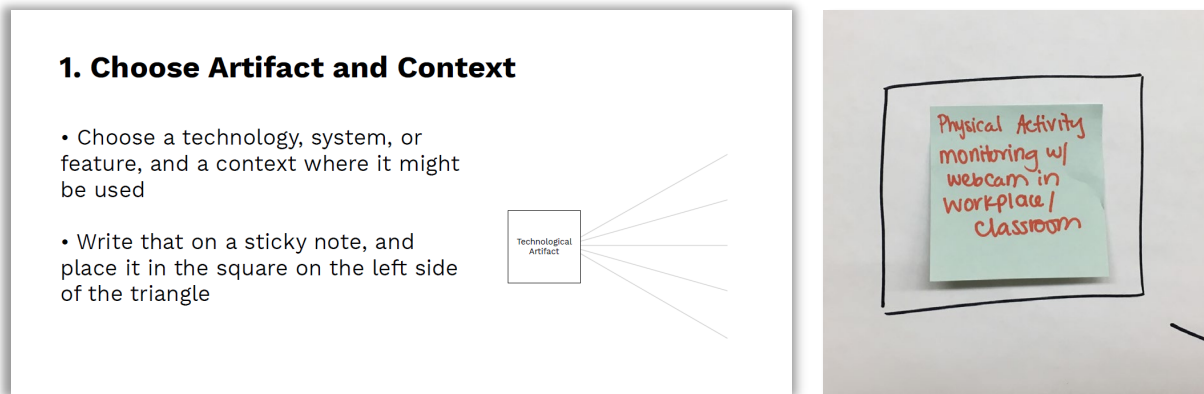 1. Choose Artifact and Context
• Choose a technology, system, or
feature, and a context where it might
be used
• Write that on a sticky note, and
place it in the square on the left side
of the triangle
Technological
Artifact
Physical Activity
monitoring w/
webcam in
workplace/
classroom